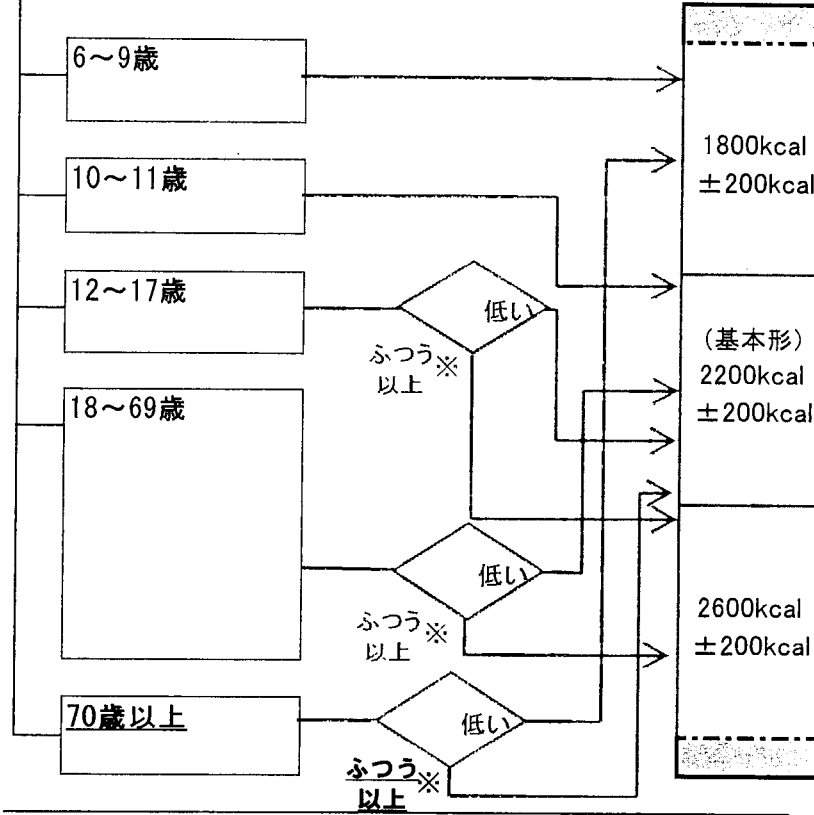 6～9歳
1800kcal
±200kcal
10～11歳
12～17歳
低い
ふつう※
以上
(基本形)
2200kcal
±200kcal
18～69歳
低い
ふつう※
以上
2600kcal
±200kcal
70歳以上
低い
ふつう※
以上